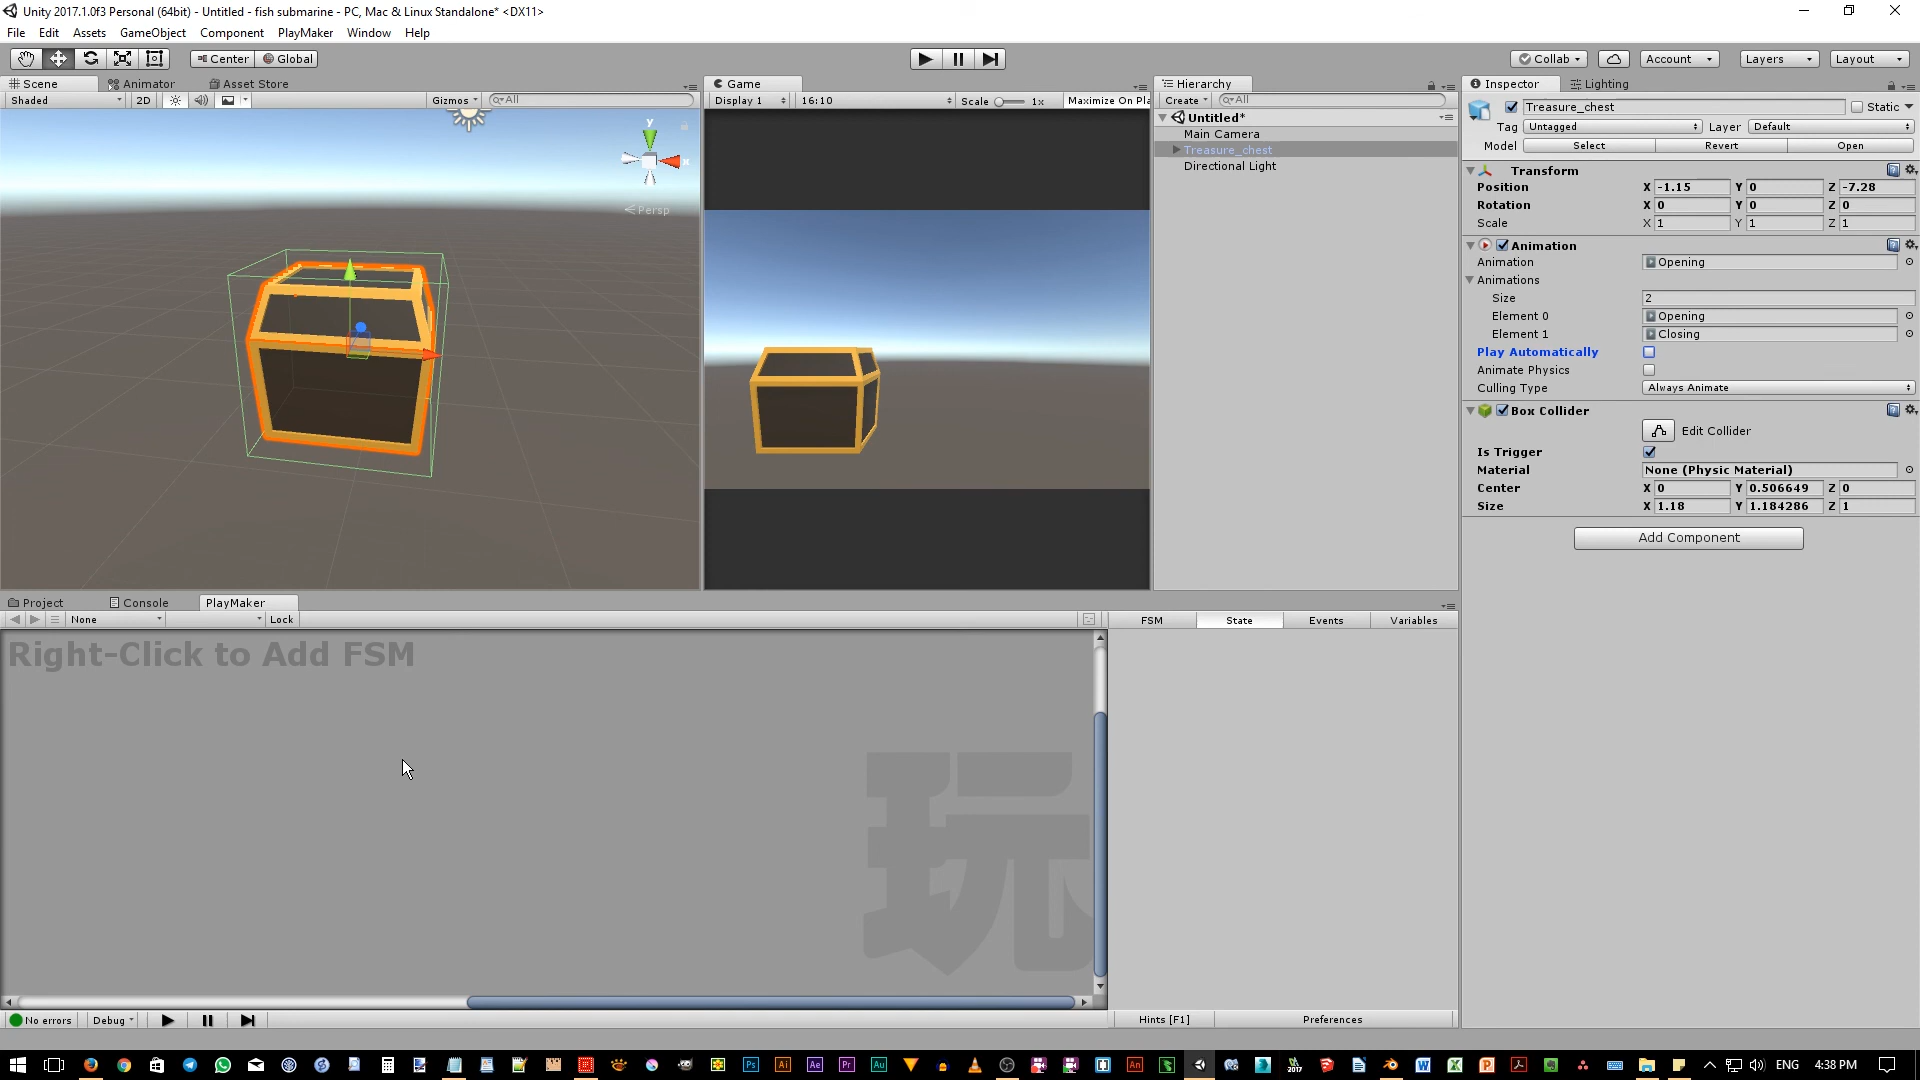 Unity 2017.1.0f3 Personal (64bit) - Untitled - fish submarine - PC, Mac & Linux Standalone* <DX11>
File Edit Assets GameObject Component PlayMaker Window Help
Center Global
Collab Account Layers Layout
Scene Animator Asset Store
Shaded 2D Gizmos All
y
x
Persp
Game
Display 1 16:10 Scale 1x Maximize On Pla
Hierarchy
Create All
Untitled*
Main Camera
Treasure_chest
Directional Light
Inspector Lighting
Treasure_chest Static
Tag Untagged Layer Default
Model Select Revert Open
Transform
Position X -1.15 Y 0 Z -7.28
Rotation X 0 Y 0 Z 0
Scale X 1 Y 1 Z 1
Animation
Animation Opening
Animations
Size 2
Element 0 Opening
Element 1 Closing
Play Automatically
Animate Physics
Culling Type Always Animate
Box Collider
Edit Collider
Is Trigger
Material None (Physic Material)
Center X 0 Y 0.506649 Z 0
Size X 1.18 Y 1.184286 Z 1
Add Component
Project Console PlayMaker
None Lock
FSM State Events Variables
Right-Click to Add FSM
玩
No errors Debug
Hints [F1] Preferences
Ps Ai Ae Pr Au An 2017 W X P
ENG 4:38 PM